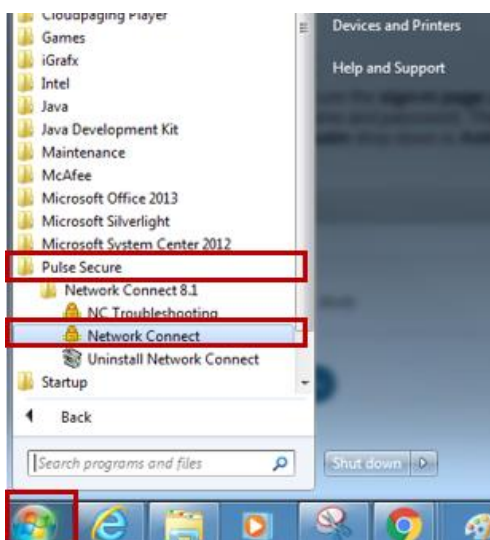 Cloudpaging Player
Games
iGrafx
Intel
Java
Java Development Kit
Maintenance
McAfee
Microsoft Office 2013
Microsoft Silverlight
Microsoft System Center 2012
Pulse Secure
Network Connect 8.1
NC Troubleshooting
Network Connect
Uninstall Network Connect
Startup
Back
Search programs and files
Devices and Printers
Help and Support
Shut down